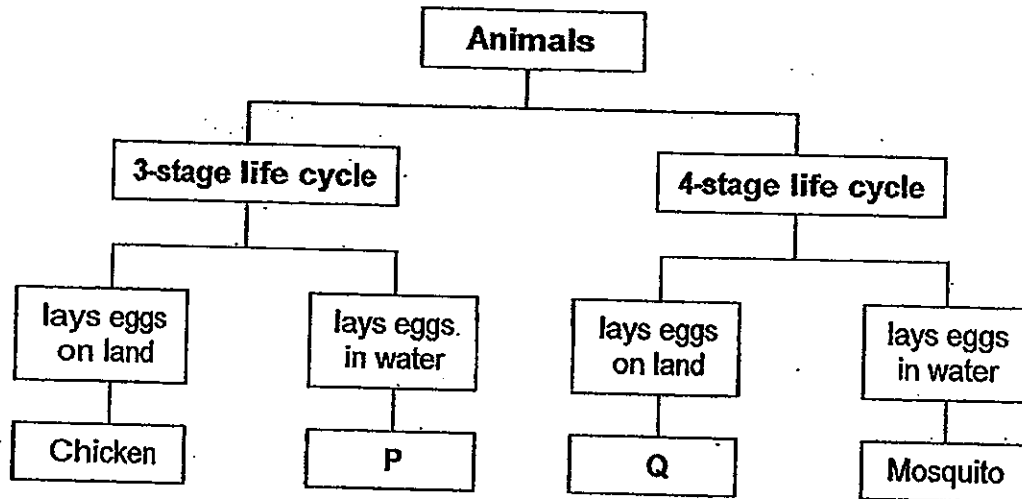 Animals
3-stage life cycle
4-stage life cycle
lays eggs
on land
lays eggs.
in water
lays eggs
on land
lays eggs
in water
Chicken
P
Q
Mosquito